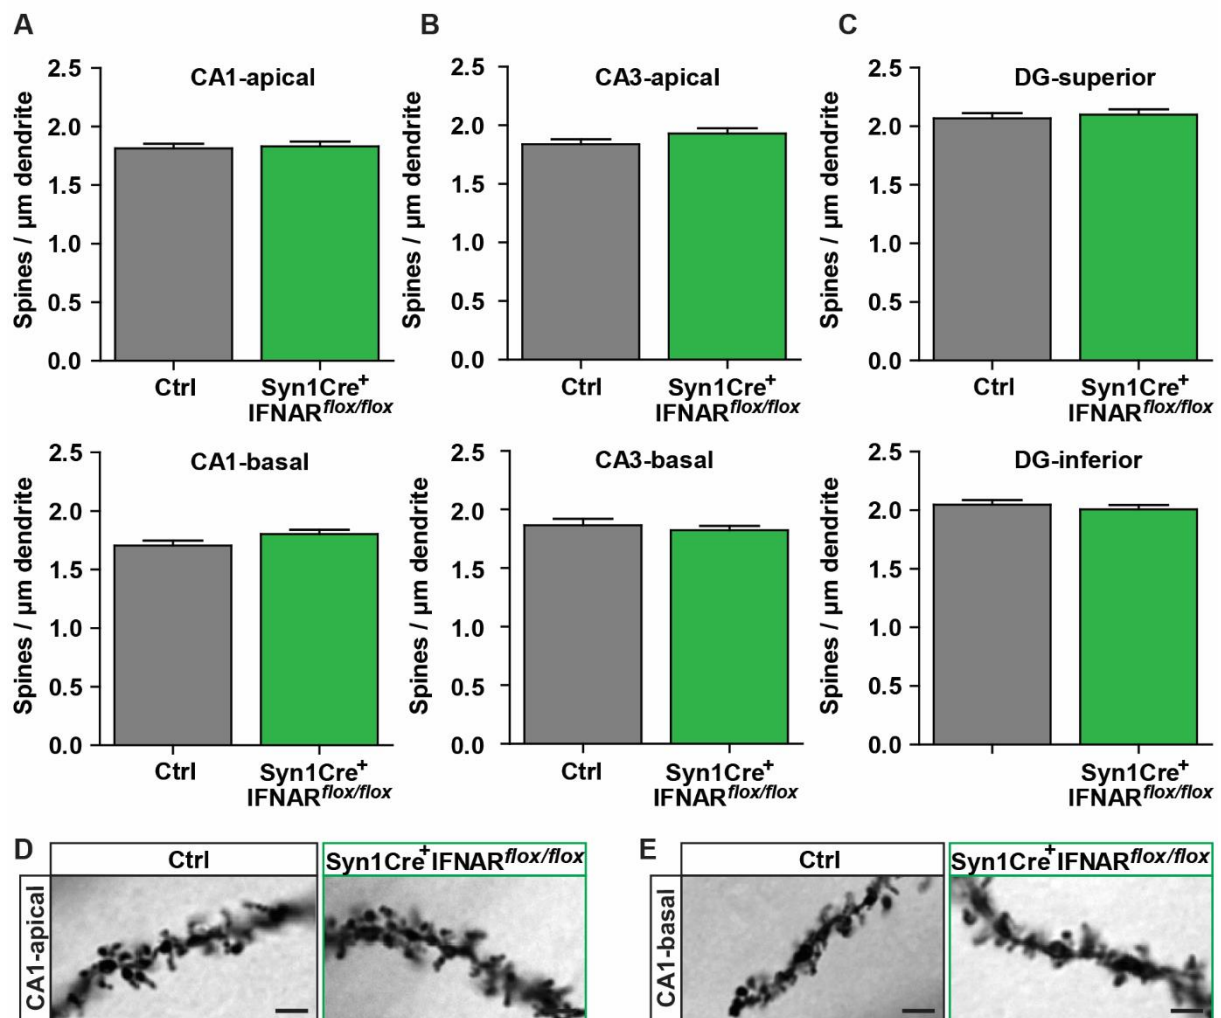 A
CA1-apical
Spines / µm dendrite
2.5
2.0
1.5
1.0
0.5
0.0
Ctrl
Syn1Cre+
IFNARflox/flox
B
CA3-apical
Spines / µm dendrite
2.5
2.0
1.5
1.0
0.5
0.0
Ctrl
Syn1Cre+
IFNARflox/flox
C
DG-superior
Spines / µm dendrite
2.5
2.0
1.5
1.0
0.5
0.0
Ctrl
Syn1Cre+
IFNARflox/flox
CA1-basal
Spines / µm dendrite
2.5
2.0
1.5
1.0
0.5
0.0
Ctrl
Syn1Cre+
IFNARflox/flox
CA3-basal
Spines / µm dendrite
2.5
2.0
1.5
1.0
0.5
0.0
Ctrl
Syn1Cre+
IFNARflox/flox
DG-inferior
Spines / µm dendrite
2.5
2.0
1.5
1.0
0.5
0.0
Syn1Cre+
IFNARflox/flox
D
Ctrl
Syn1Cre+IFNARflox/flox
CA1-apical
E
Ctrl
Syn1Cre+IFNARflox/flox
CA1-basal